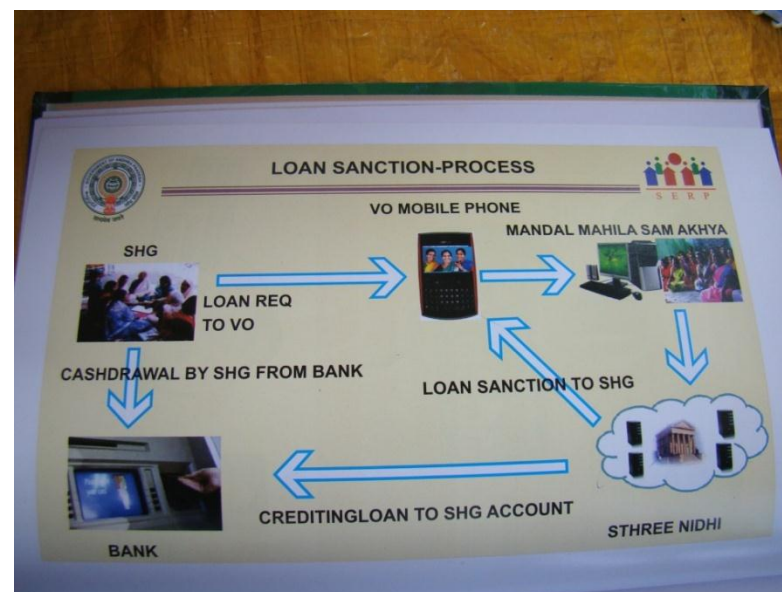 LOAN SANCTION-PROCESS
SERP
VO MOBILE PHONE
MANDAL MAHILA SAM AKHYA
SHG
LOAN REQ
TO VO
CASHDRAWAL BY SHG FROM BANK
LOAN SANCTION TO SHG
CREDITINGLOAN TO SHG ACCOUNT
STHREE NIDHI
BANK